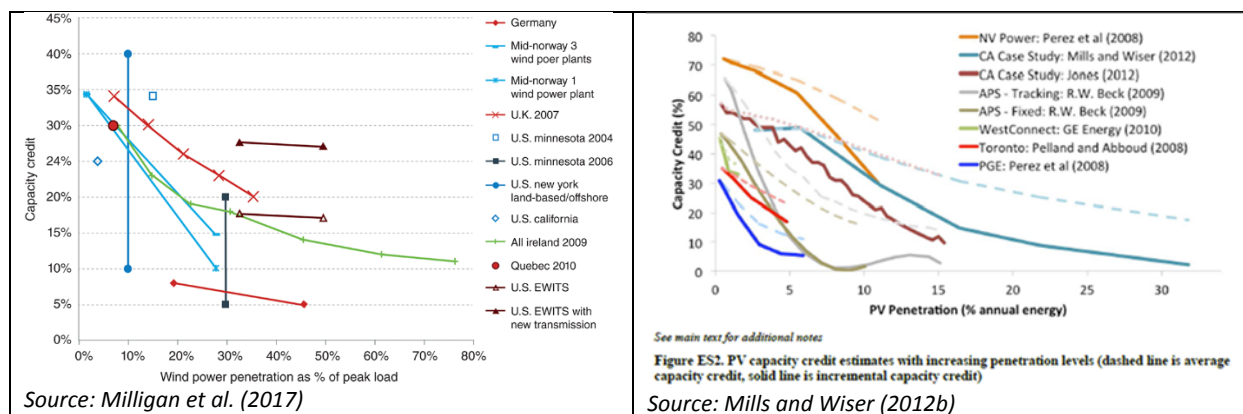 45%
40%
35%
30%
24%
20%
15%
10%
5%
0%
Capacity credit
0% 10% 20% 30% 40% 50% 60% 70% 80%
Wind power penetration as % of peak load
Germany
Mid-norway 3
wind poer plants
Mid-norway 1
wind power plant
U.K. 2007
U.S. minnesota 2004
U.S. minnesota 2006
U.S. new york
land-based/offshore
U.S. california
All ireland 2009
Quebec 2010
U.S. EWITS
U.S. EWITS with
new transmission
Source: Milligan et al. (2017)
80
70
60
50
40
30
20
10
0
Capacity Credit (%)
0 5 10 15 20 25 30
PV Penetration (% annual energy)
NV Power: Perez et al (2008)
CA Case Study: Mills and Wiser (2012)
CA Case Study: Jones (2012)
APS - Tracking: R.W. Beck (2009)
APS - Fixed: R.W. Beck (2009)
WestConnect: GE Energy (2010)
Toronto: Pelland and Abboud (2008)
PGE: Perez et al (2008)
See main text for additional notes
Figure ES2. PV capacity credit estimates with increasing penetration levels (dashed line is average
capacity credit, solid line is incremental capacity credit)
Source: Mills and Wiser (2012b)